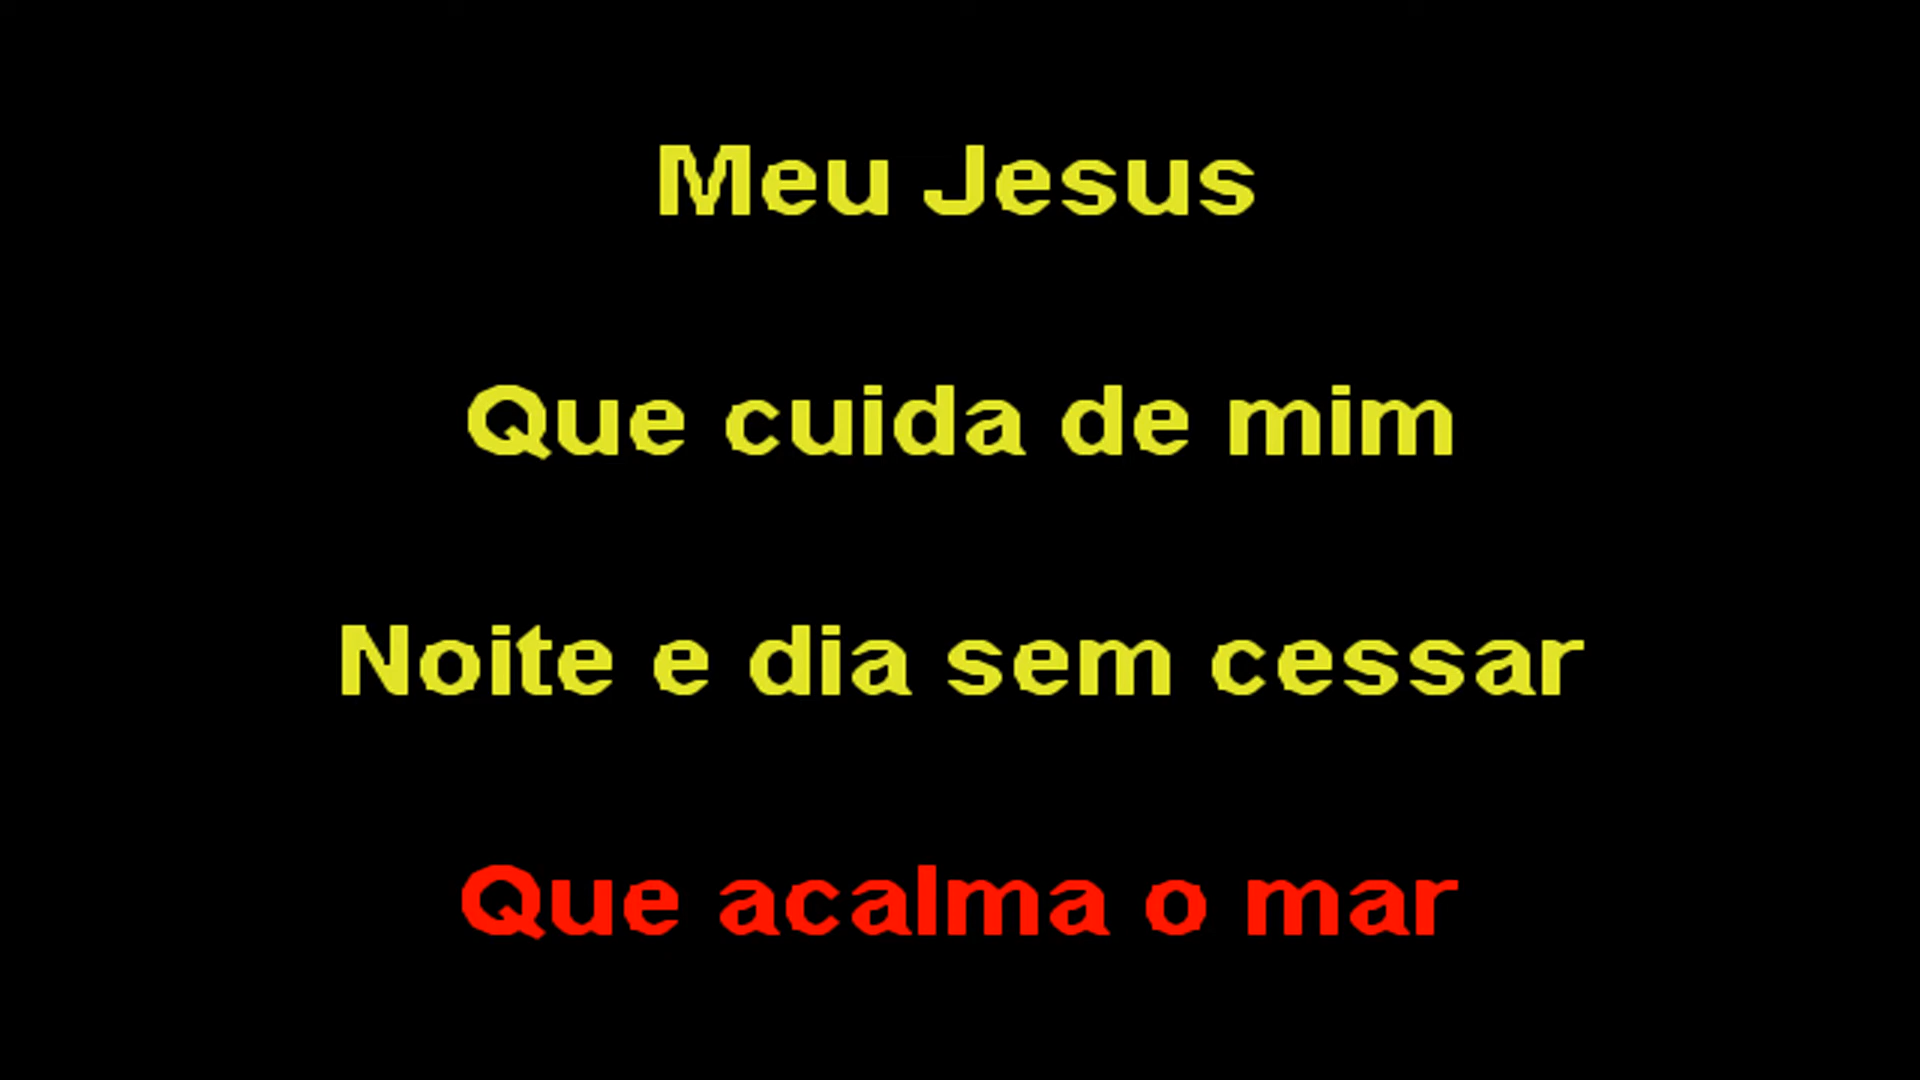 Meu Jesus
Que cuida de mim
Noite e dia sem cessar
Que acalma o mar